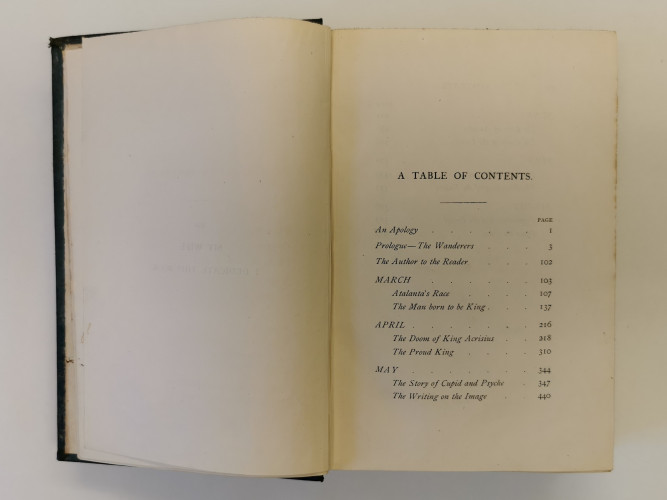 A TABLE OF CONTENTS.
PAGE
An Apology . . . . . . 1
Prologue—The Wanderers . . . 3
The Author to the Reader . . . 102
MARCH . . . . . . 103
Atalanta's Race . . . . 107
The Man born to be King . . . 137
APRIL . . . . . . 216
The Doom of King Acrisius . . 218
The Proud King . . . . 310
MAY . . . . . . 344
The Story of Cupid and Psyche . 347
The Writing on the Image . . 440